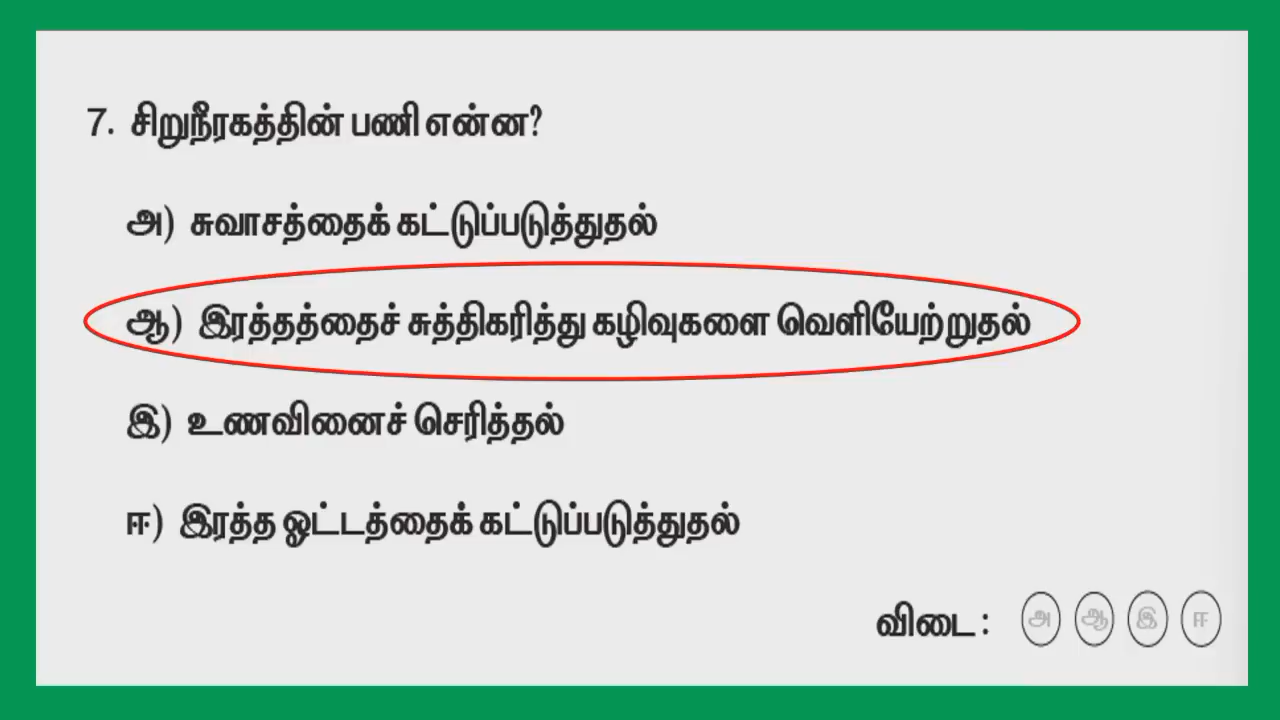 7. சிறுநீரகத்தின் பணி என்ன?
அ) சுவாசத்தைக் கட்டுப்படுத்துதல்
ஆ) இரத்தத்தைச் சுத்திகரித்து கழிவுகளை வெளியேற்றுதல்
இ) உணவினைச் செரித்தல்
ஈ) இரத்த ஓட்டத்தைக் கட்டுப்படுத்துதல்
விடை : அ ஆ இ ஈ